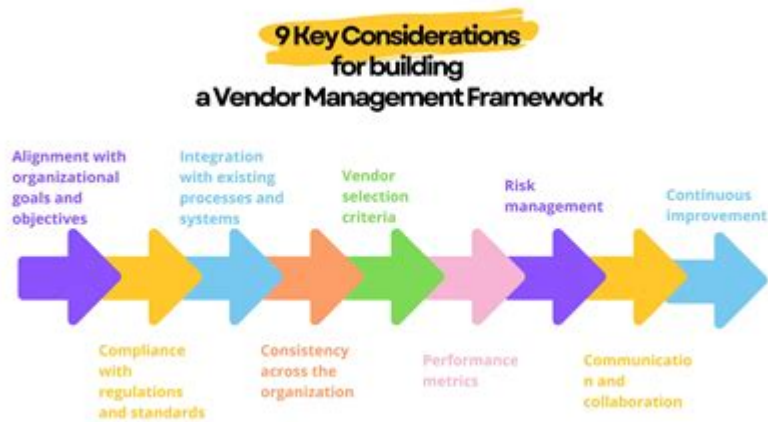 9 Key Considerations
for building
a Vendor Management Framework
Alignment with
organizational
goals and
objectives
Compliance
with
regulations
and standards
Integration
with existing
processes and
systems
Consistency
across the
organization
Vendor
selection
criteria
Performance
metrics
Risk
management
Communicatio
n and
collaboration
Continuous
improvement